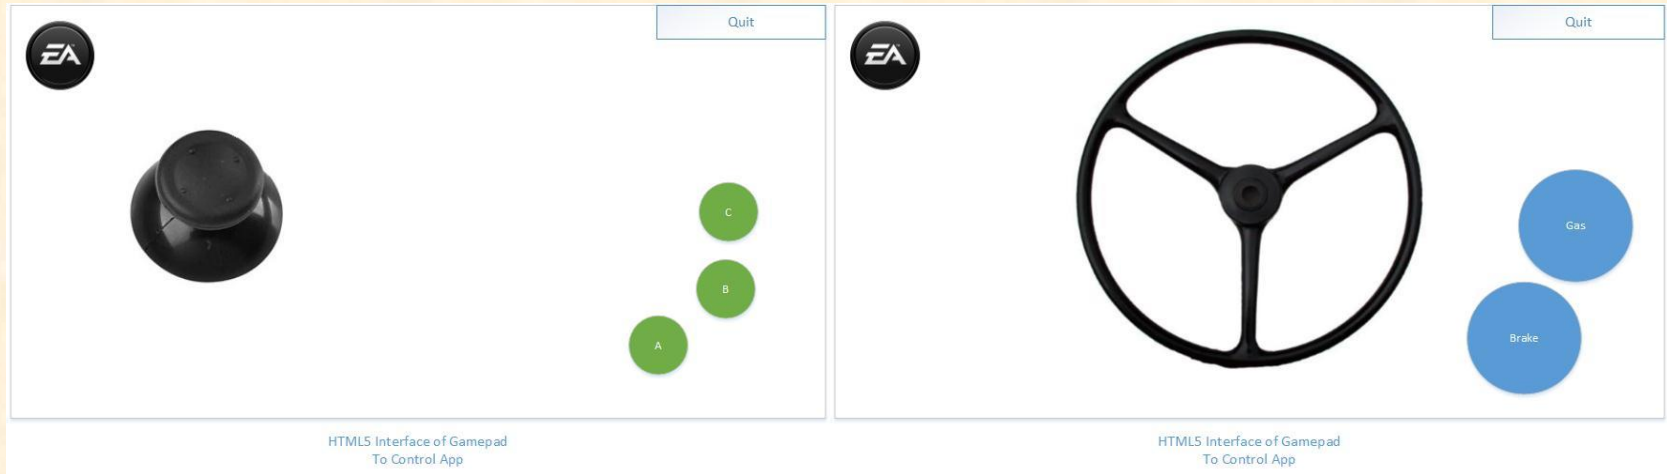 Quit
EA
C
B
A
HTML5 Interface of Gamepad
To Control App
Quit
EA
Gas
Brake
HTML5 Interface of Gamepad
To Control App